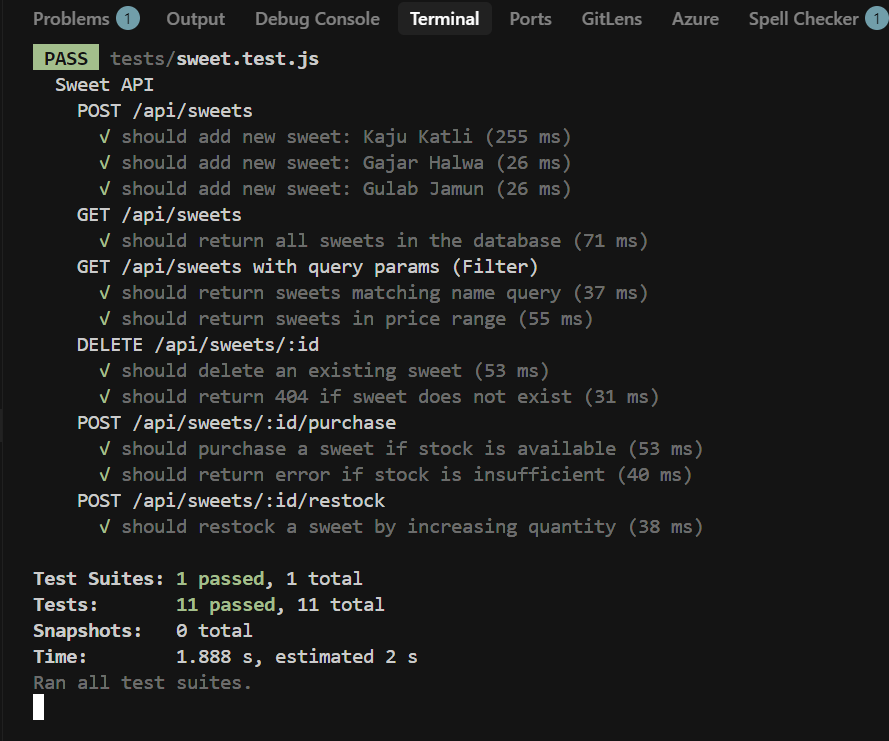 Problems 1 Output Debug Console Terminal Ports GitLens Azure Spell Checker 1
PASS tests/sweet.test.js
Sweet API
POST /api/sweets
√ should add new sweet: Kaju Katli (255 ms)
√ should add new sweet: Gajar Halwa (26 ms)
√ should add new sweet: Gulab Jamun (26 ms)
GET /api/sweets
√ should return all sweets in the database (71 ms)
GET /api/sweets with query params (Filter)
√ should return sweets matching name query (37 ms)
√ should return sweets in price range (55 ms)
DELETE /api/sweets/:id
√ should delete an existing sweet (53 ms)
√ should return 404 if sweet does not exist (31 ms)
POST /api/sweets/:id/purchase
√ should purchase a sweet if stock is available (53 ms)
√ should return error if stock is insufficient (40 ms)
POST /api/sweets/:id/restock
√ should restock a sweet by increasing quantity (38 ms)
Test Suites: 1 passed, 1 total
Tests: 11 passed, 11 total
Snapshots: 0 total
Time: 1.888 s, estimated 2 s
Ran all test suites.